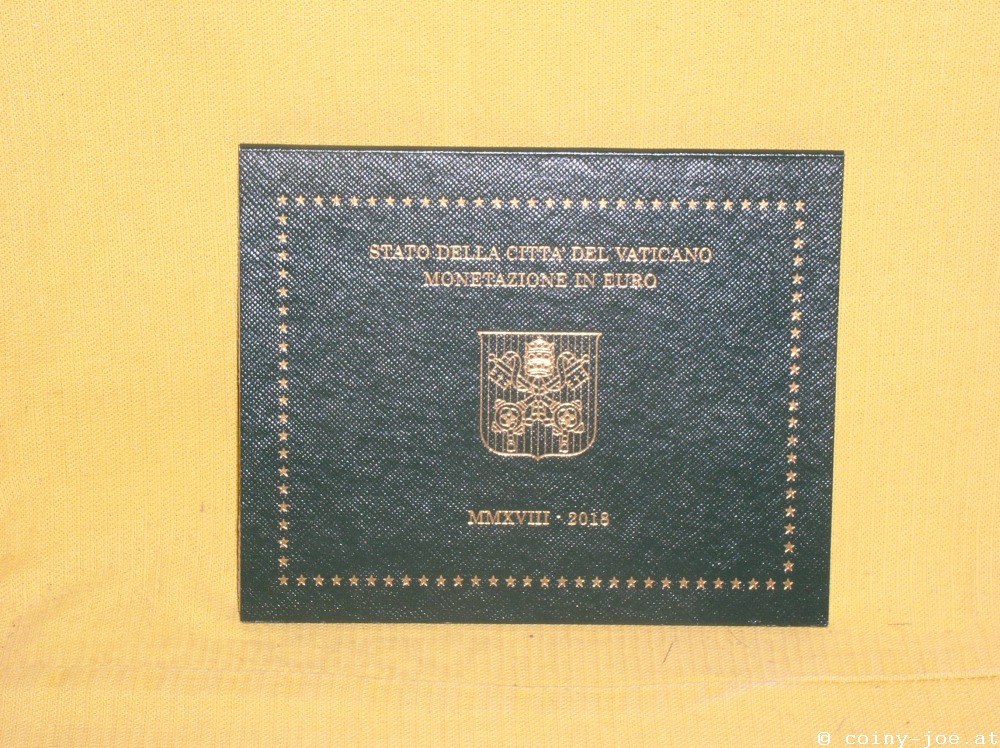 STATO DELLA CITTA' DEL VATICANO
MONETAZIONE IN EURO
MMXVIII · 2018
© coiny-joe.at